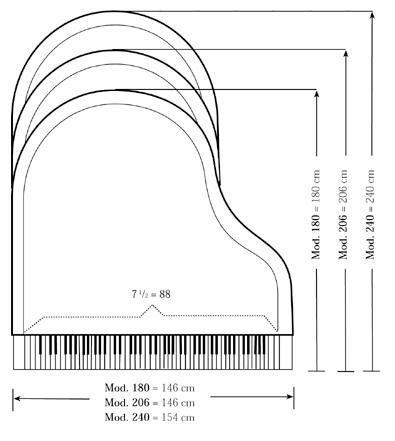 Mod. 180 = 180 cm
Mod. 206 = 206 cm
Mod. 240 = 240 cm
7 1/2 = 88
Mod. 180 = 146 cm
Mod. 206 = 146 cm
Mod. 240 = 154 cm